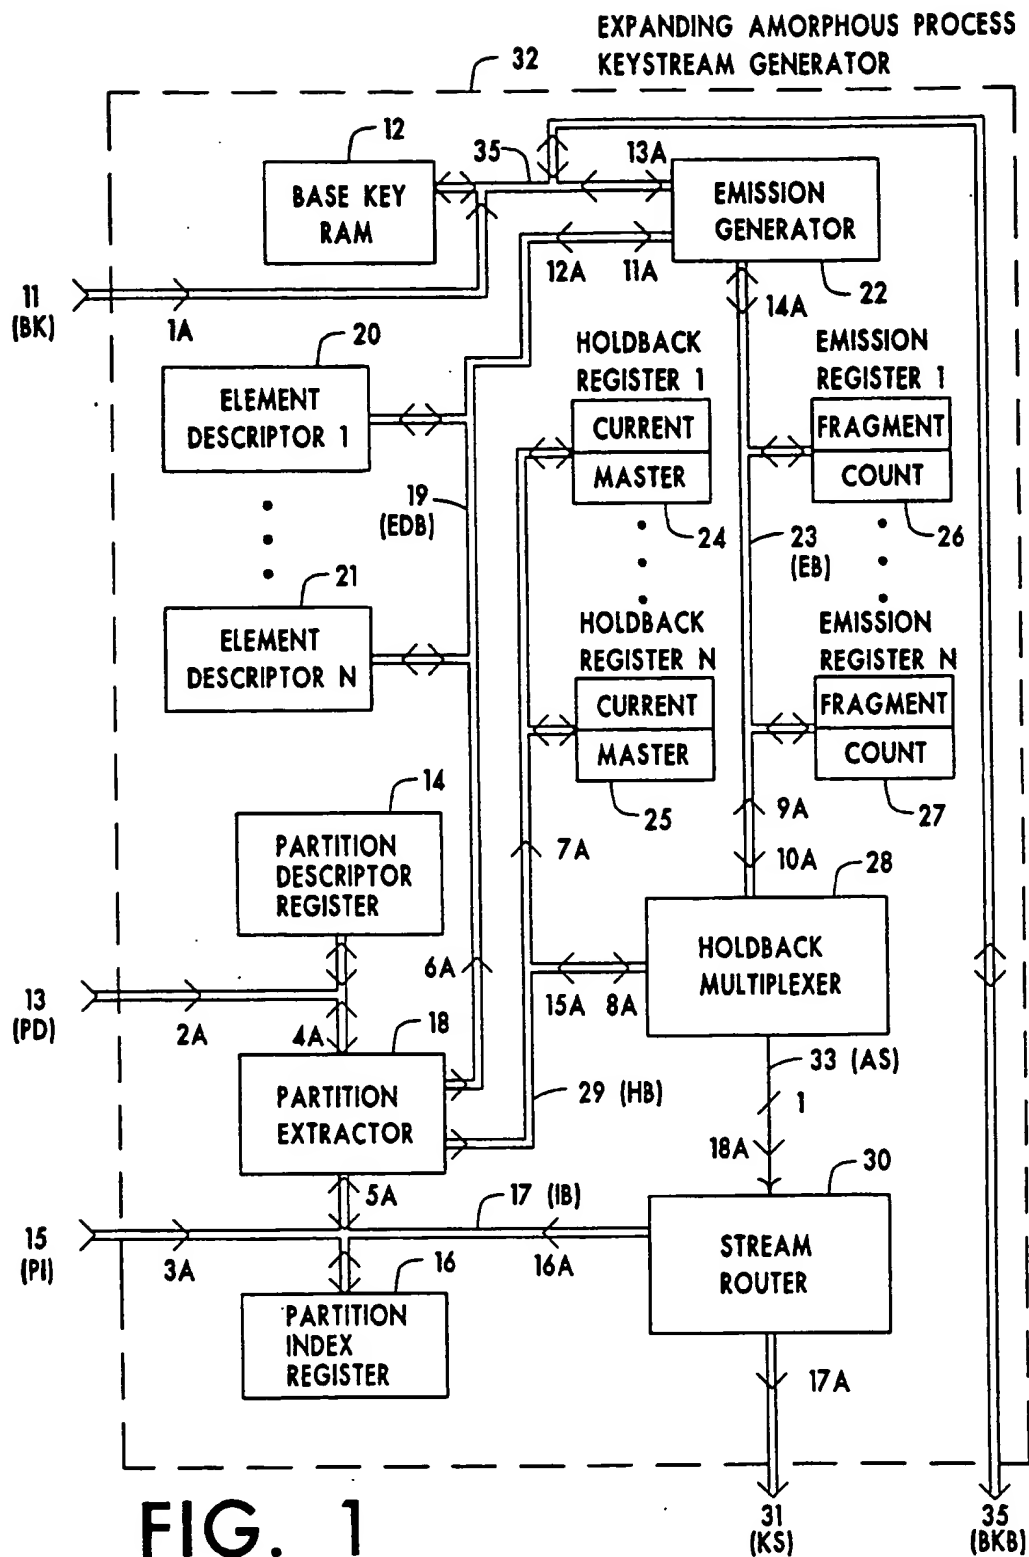 EXPANDING AMORPHOUS PROCESS
KEYSTREAM GENERATOR
32
12
35
13A
BASE KEY
RAM
EMISSION
GENERATOR
12A
11A
22
14A
11
(BK)
1A
20
ELEMENT
DESCRIPTOR 1
HOLDBACK
REGISTER 1
CURRENT
MASTER
24
EMISSION
REGISTER 1
FRAGMENT
COUNT
26
19
(EDB)
23
(EB)
21
ELEMENT
DESCRIPTOR N
HOLDBACK
REGISTER N
CURRENT
MASTER
25
EMISSION
REGISTER N
FRAGMENT
COUNT
27
14
PARTITION
DESCRIPTOR
REGISTER
7A
9A
10A
28
HOLDBACK
MULTIPLEXER
6A
15A
8A
13
(PD)
2A
4A
18
PARTITION
EXTRACTOR
29 (HB)
33 (AS)
1
18A
30
5A
17 (IB)
15
(PI)
3A
16
16A
STREAM
ROUTER
PARTITION
INDEX
REGISTER
17A
FIG. 1
31
(KS)
35
(BKB)